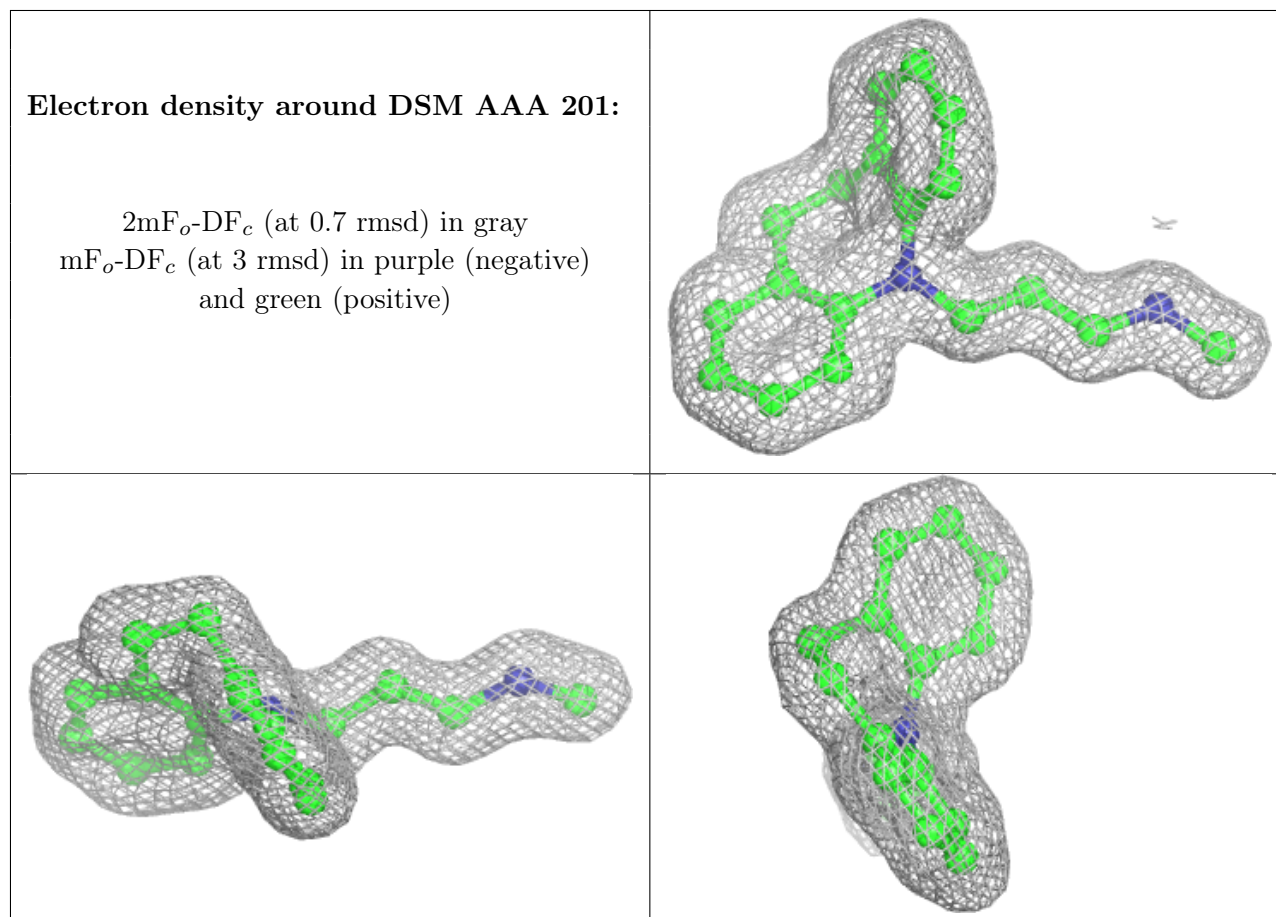 Electron density around DSM AAA 201:
2mFo-DFc (at 0.7 rmsd) in gray
mFo-DFc (at 3 rmsd) in purple (negative)
and green (positive)